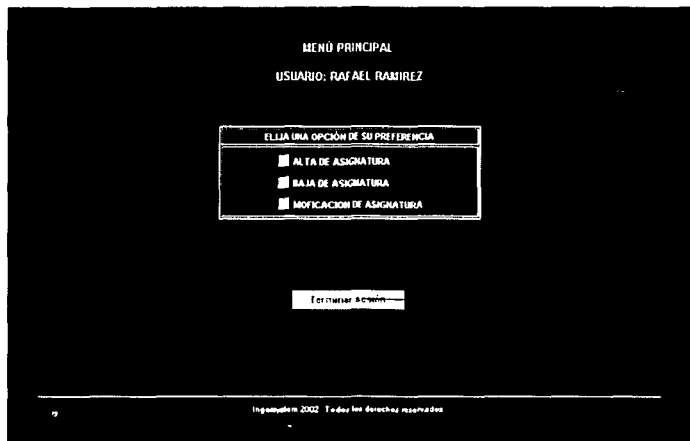 MENÚ PRINCIPAL
USUARIO: RAFAEL RAMIREZ
ELIJA UNA OPCIÓN DE SU PREFERENCIA
ALTA DE ASIGNATURA
BAJA DE ASIGNATURA
MOFICACION DE ASIGNATURA
Terminar sesión
2002 Todos los derechos reservados